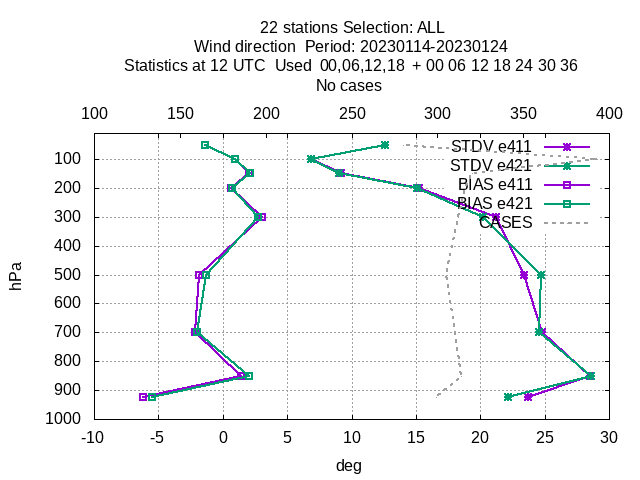 22 stations Selection: ALL
Wind direction  Period: 20230114-20230124
Statistics at 12 UTC  Used  00,06,12,18  + 00 06 12 18 24 30 36
No cases
100 150 200 250 300 350 400
STDV e411
STDV e421
BIAS e411
BIAS e421
CASES
100
200
300
400
500
600
700
800
900
1000
hPa
-10 -5 0 5 10 15 20 25 30
deg